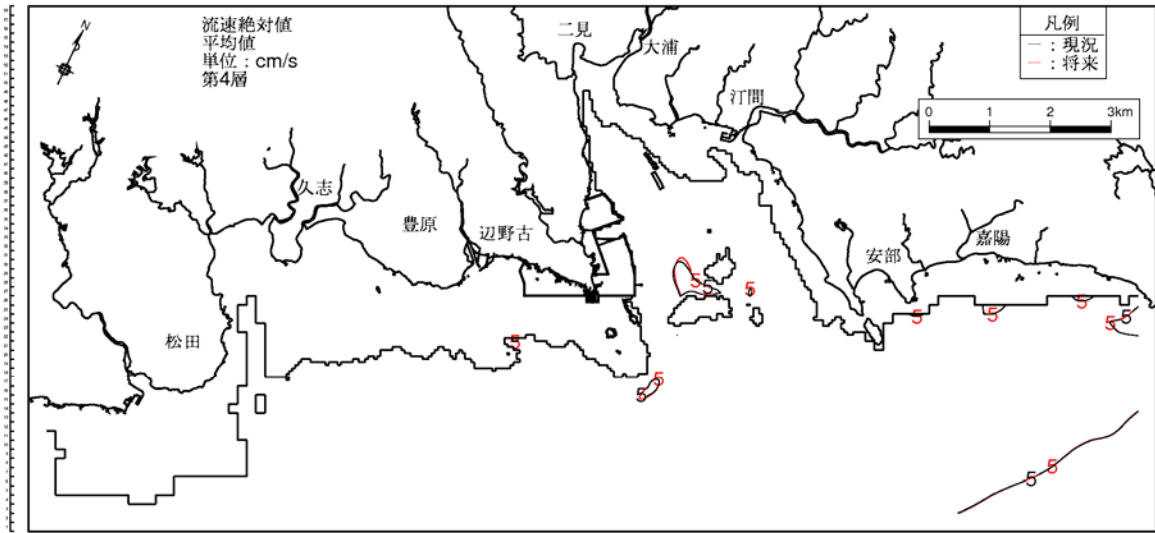 N
流速絶対値
平均値
単位：cm/s
第4層
二見
大浦
汀間
凡例
―：現況
―：将来
0 1 2 3km
久志
豊原
辺野古
安部
嘉陽
松田
5
5
5
5
5
5
5
5
5
5
5
5
5
5